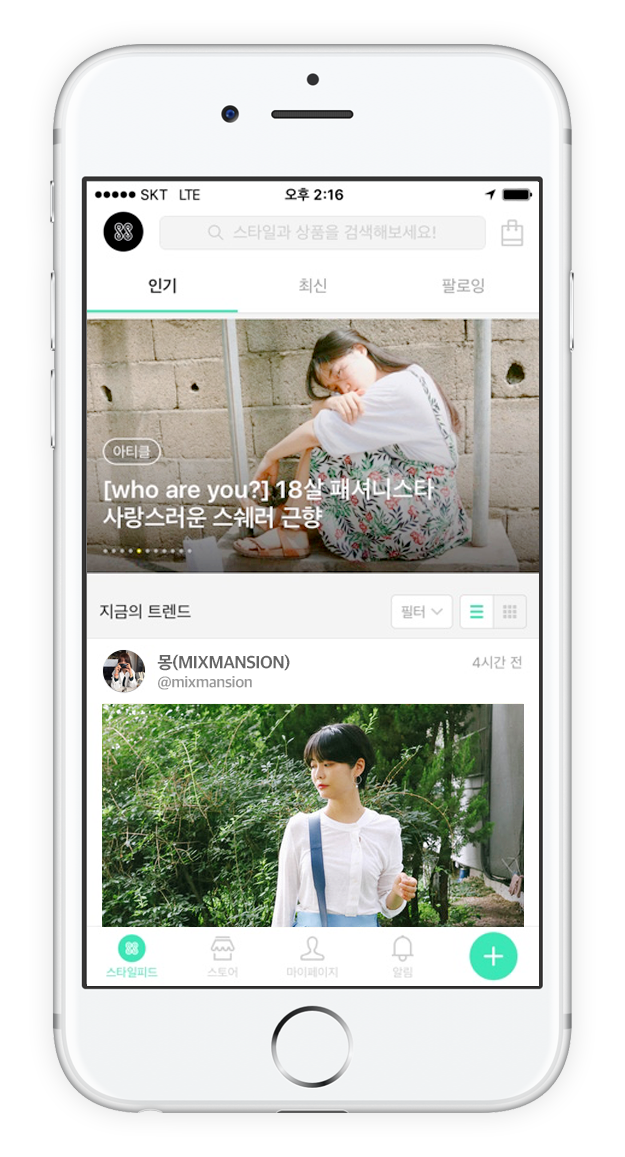 SKT LTE 오후 2:16
스타일과 상품을 검색해보세요!
인기 최신 팔로잉
아티클
[who are you?] 18살 패셔니스타
사랑스러운 스쉐러 근향
지금의 트렌드 필터
몽(MIXMANSION) 4시간 전
@mixmansion
스타일피드 스토어 마이페이지 알림